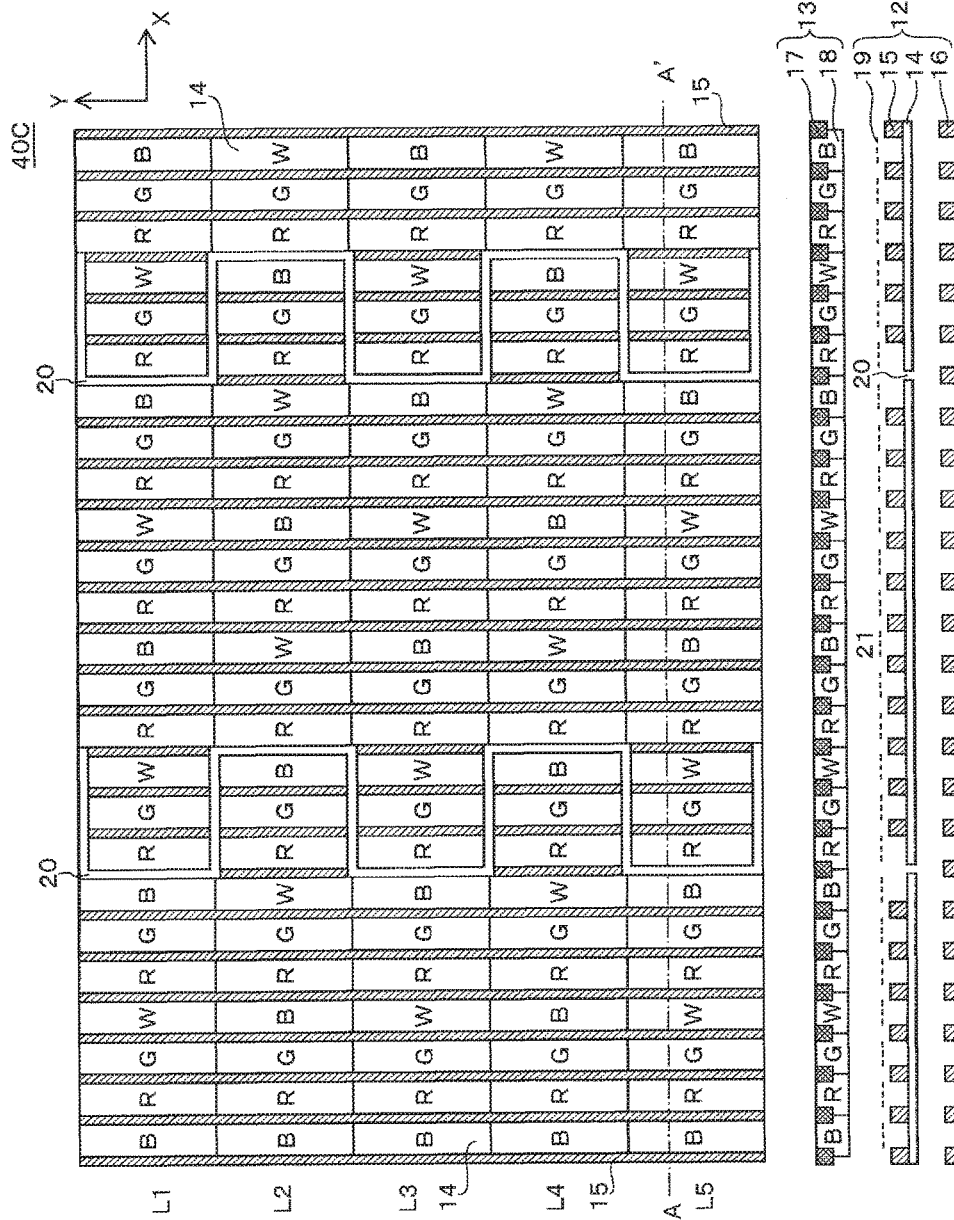 40C
Y
X
20
20
14
L1 B R G W R G B R G W R G B R G W R G B R G W R G B
L2 B R G B R G W R G B R G W R G B R G W R G B R G W
L3 B R G W R G B R G W R G B R G W R G B R G W R G B
14
L4 B R G B R G W R G B R G W R G B R G W R G B R G W
15
15
A A'
L5 B R G W R G B R G W R G B R G W R G B R G W R G B
17
13
B R G W R G B R G W R G B R G W R G B R G W R G B
18
21
20
19
15
12
14
16